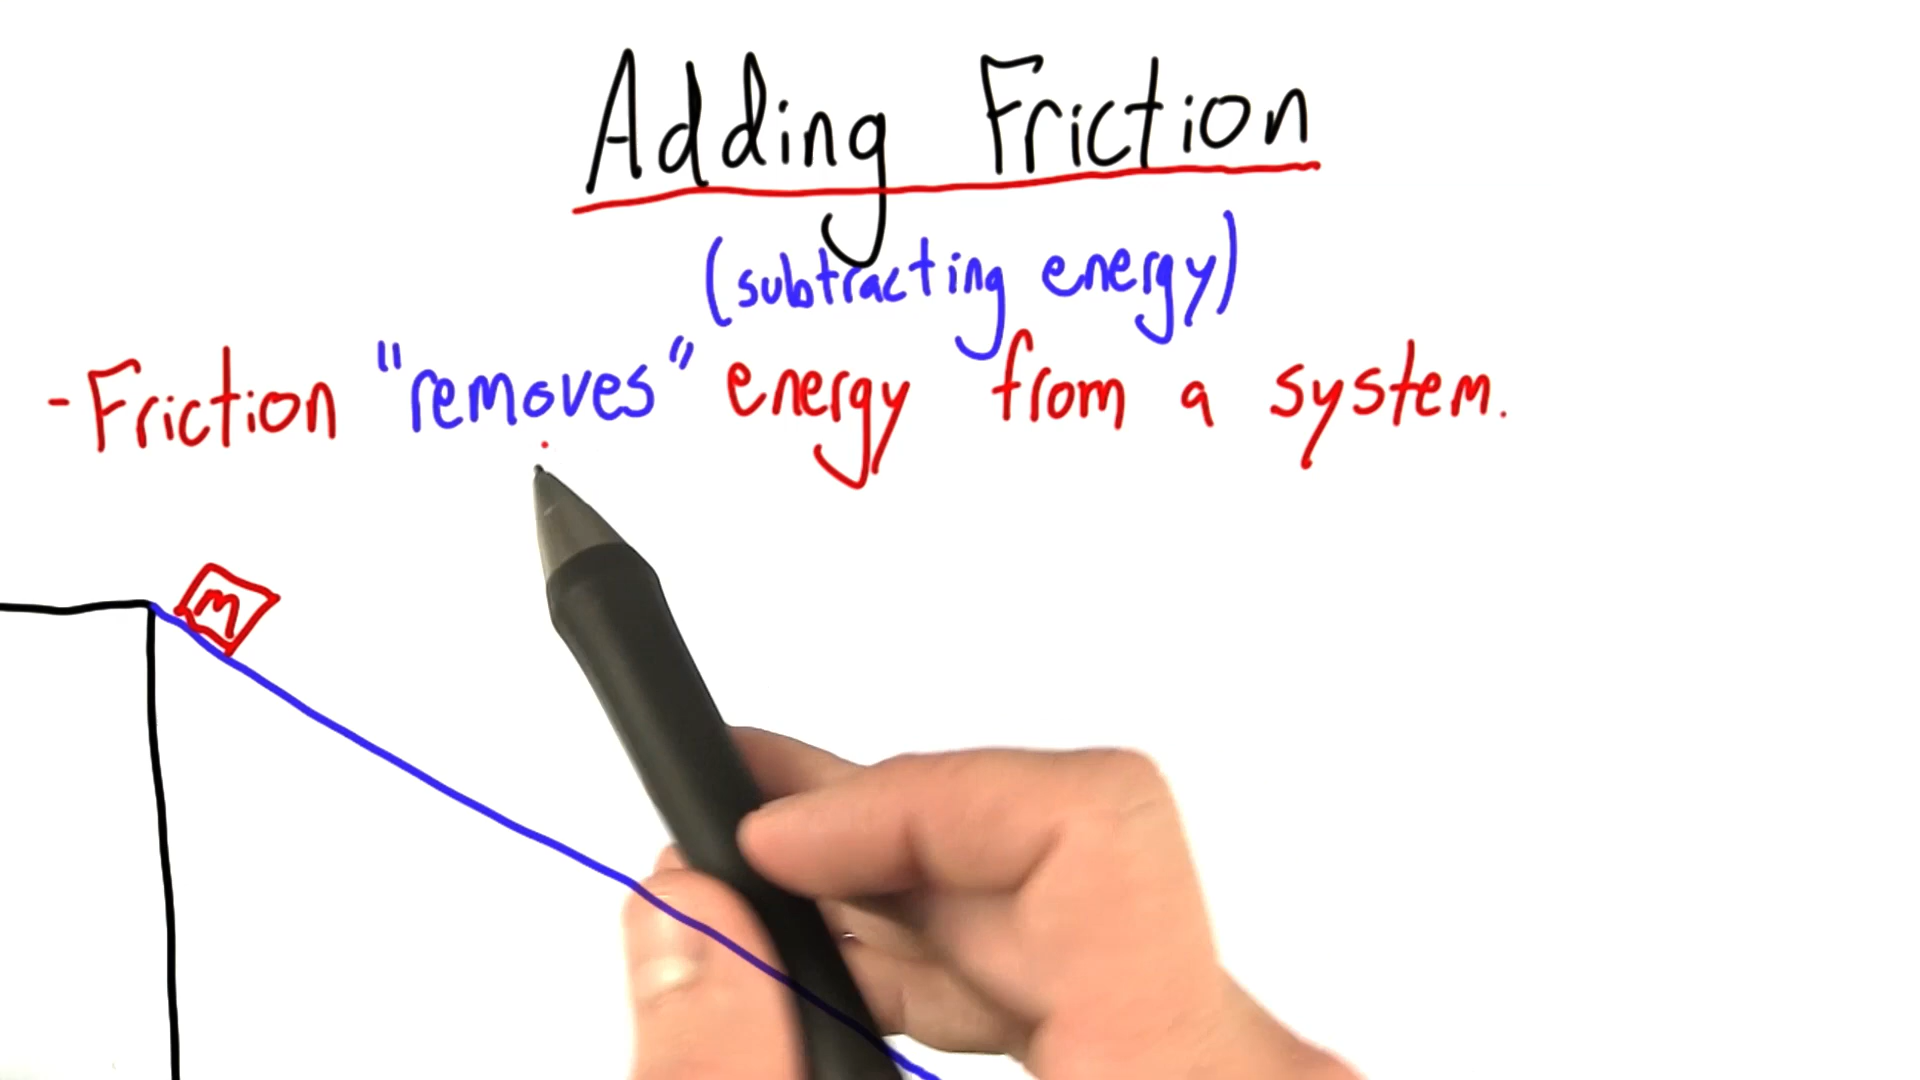 Adding Friction
(subtracting energy)
- Friction "removes" energy from a system.
m